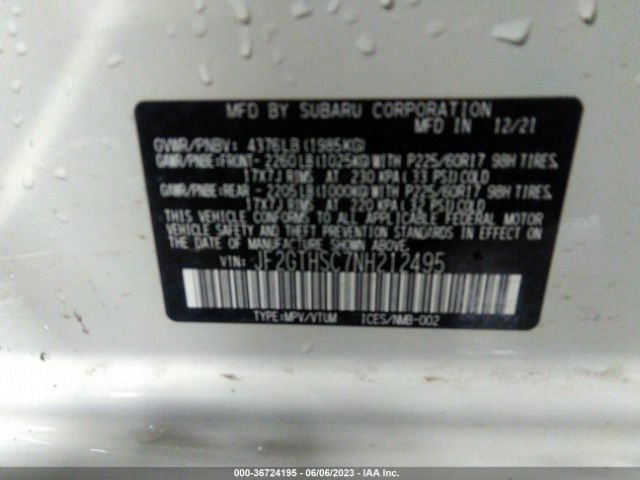 MFD BY SUBARU CORPORATION
MFD IN 12/21
GVWR/PNBV: 4376LB(1985KG)
GAWR/PNBE:FRONT- 2260LB(1025KG)WITH P225/60R17 98H TIRES,
17X7J RIMS AT 230 KPA(33 PSI)COLD
GAWR/PNBE:REAR - 2205LB(1000KG)WITH P225/60R17 98H TIRES,
17X7J RIMS AT 220 KPA(32 PSI)COLD
THIS VEHICLE CONFORMS TO ALL APPLICABLE FEDERAL MOTOR
VEHICLE SAFETY AND BUMPER STANDARDS IN EFFECT ON THE
DATE OF MANUFACTURE SHOWN ABOVE.
VIN: JF2GTHSC7NH212495
TYPE:MPV/VTUM ICES/NMB-002
000-36724195 - 06/06/2023 - IAA Inc.